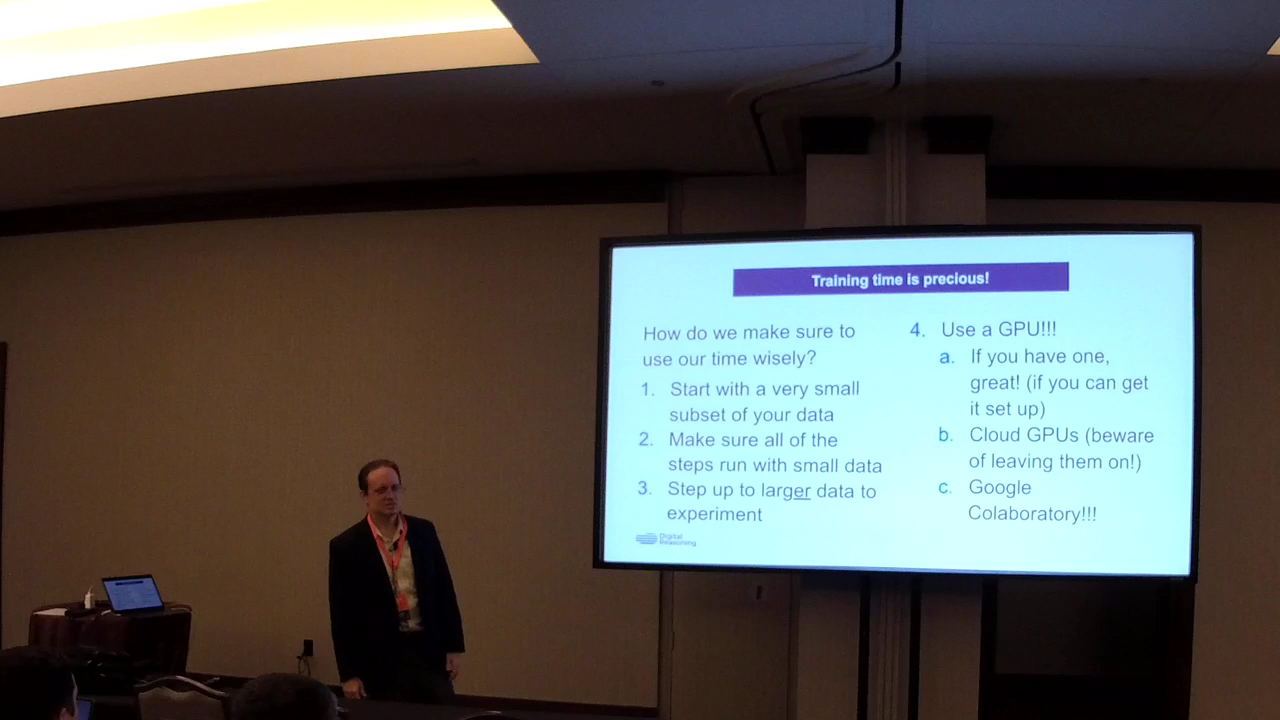 Training time is precious!
How do we make sure to
use our time wisely?
1. Start with a very small
subset of your data
2. Make sure all of the
steps run with small data
3. Step up to larger data to
experiment
4. Use a GPU!!!
a. If you have one,
great! (if you can get
it set up)
b. Cloud GPUs (beware
of leaving them on!)
c. Google
Colaboratory!!!
Digital
Reasoning